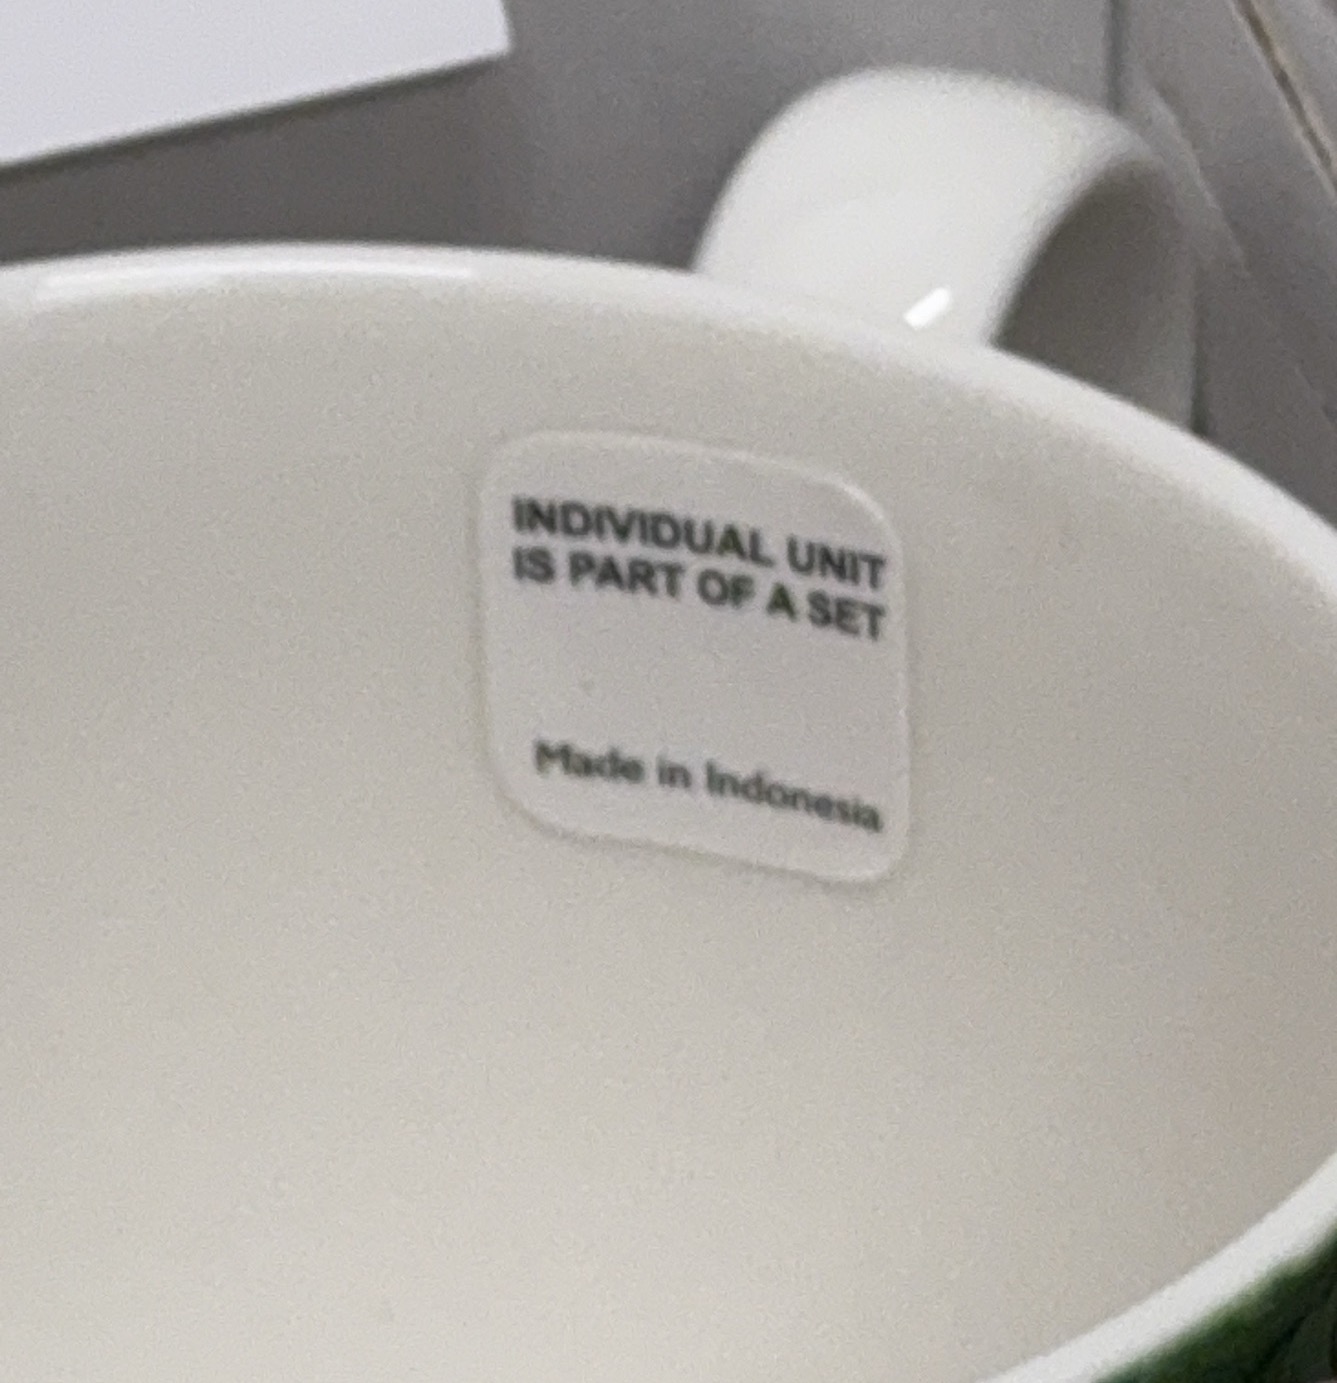 INDIVIDUAL UNIT
IS PART OF A SET
Made in Indonesia